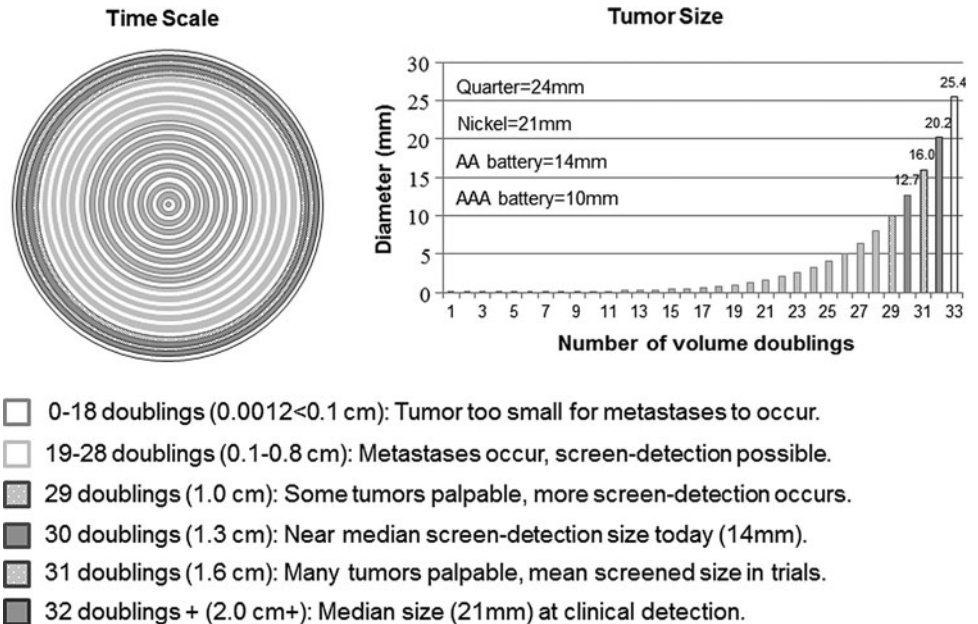 Time Scale
Tumor Size
Diameter (mm)
30
25
20
15
10
5
0
Quarter=24mm
Nickel=21mm
AA battery=14mm
AAA battery=10mm
12.7
16.0
20.2
25.4
1 3 5 7 9 11 13 15 17 19 21 23 25 27 29 31 33
Number of volume doublings
0-18 doublings (0.0012<0.1 cm): Tumor too small for metastases to occur.
19-28 doublings (0.1-0.8 cm): Metastases occur, screen-detection possible.
29 doublings (1.0 cm): Some tumors palpable, more screen-detection occurs.
30 doublings (1.3 cm): Near median screen-detection size today (14mm).
31 doublings (1.6 cm): Many tumors palpable, mean screened size in trials.
32 doublings + (2.0 cm+): Median size (21mm) at clinical detection.